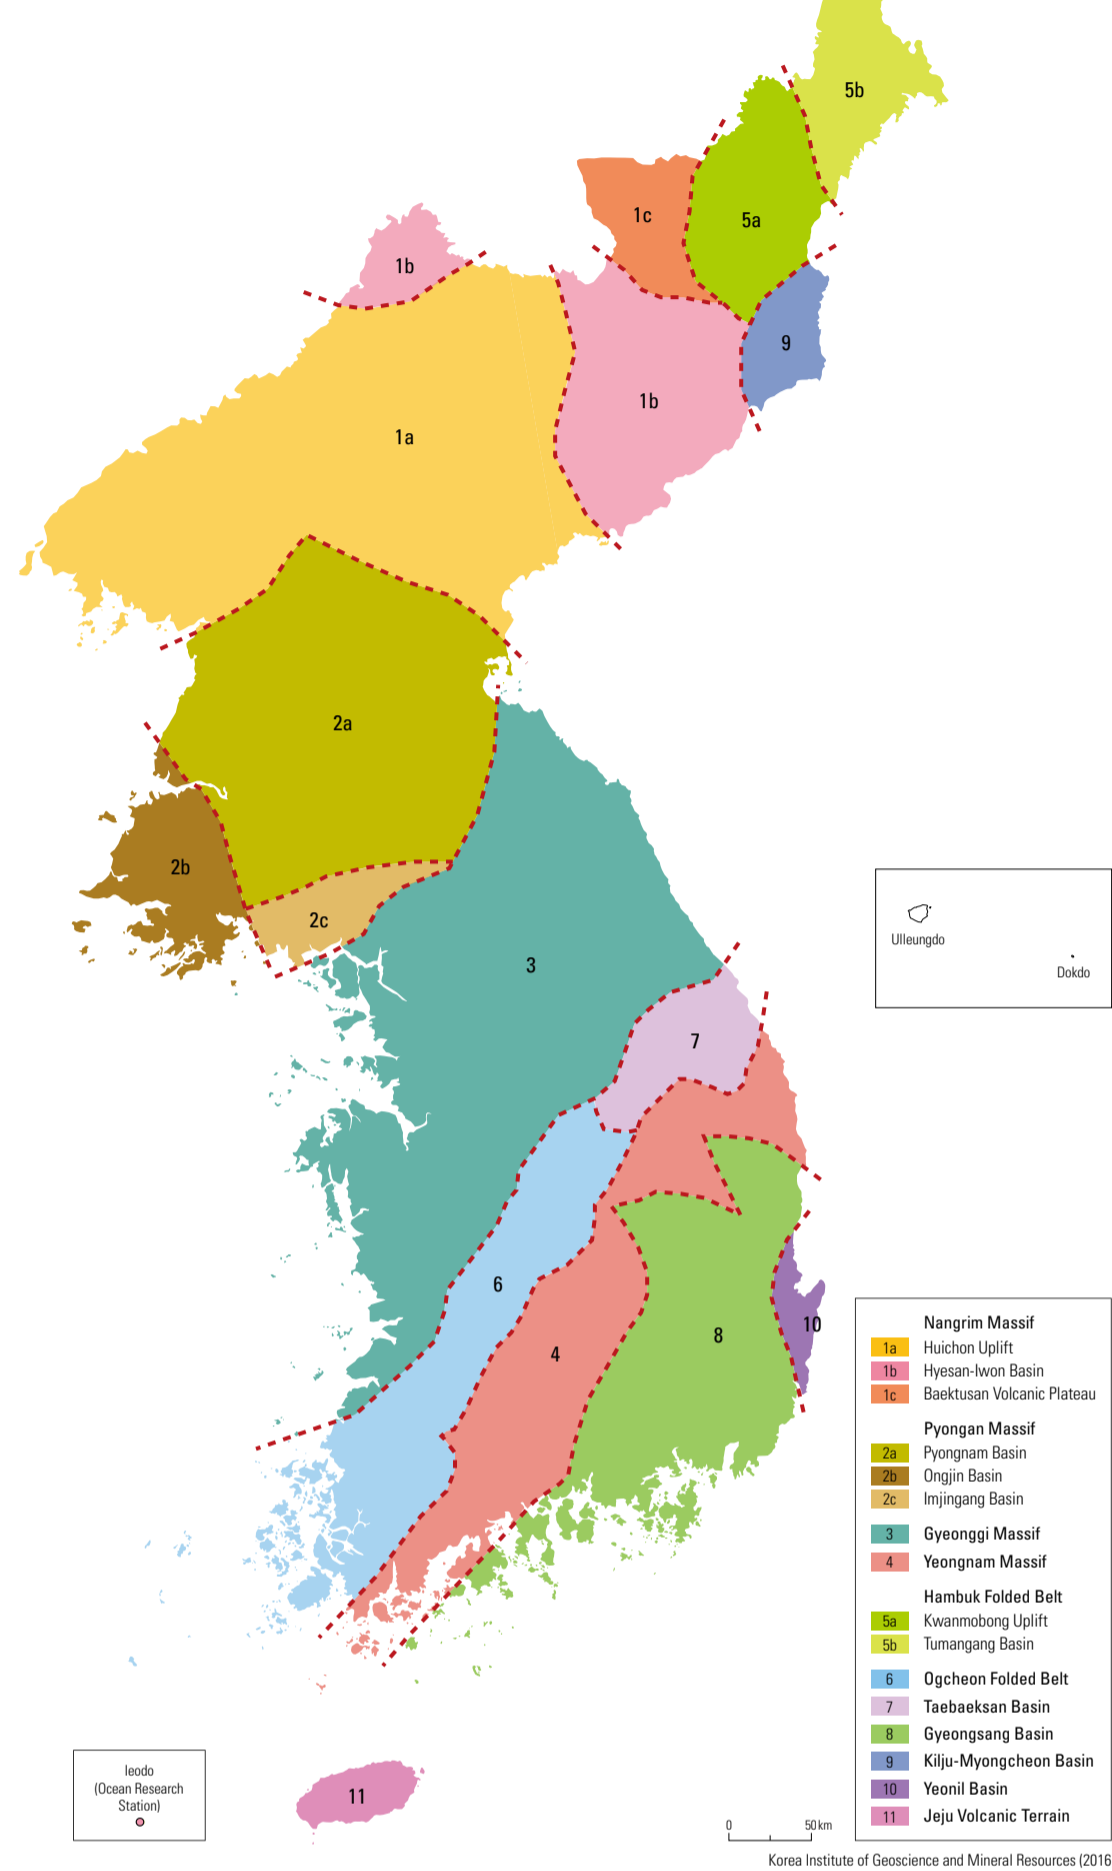 5b
1c
5a
1b
9
1b
1a
2a
2b
2c
3
Ulleungdo
Dokdo
7
6
10
8
4
Nangrim Massif
1a Huichon Uplift
1b Hyesan-Iwon Basin
1c Baektusan Volcanic Plateau
Pyongan Massif
2a Pyongnam Basin
2b Ongjin Basin
2c Imjingang Basin
3 Gyeonggi Massif
4 Yeongnam Massif
Hambuk Folded Belt
5a Kwanmobong Uplift
5b Tumangang Basin
6 Ogcheon Folded Belt
7 Taebaeksan Basin
8 Gyeongsang Basin
9 Kilju-Myongcheon Basin
10 Yeonil Basin
11 Jeju Volcanic Terrain
Ieodo
(Ocean Research
Station)
11
0 50 km
Korea Institute of Geoscience and Mineral Resources (2016